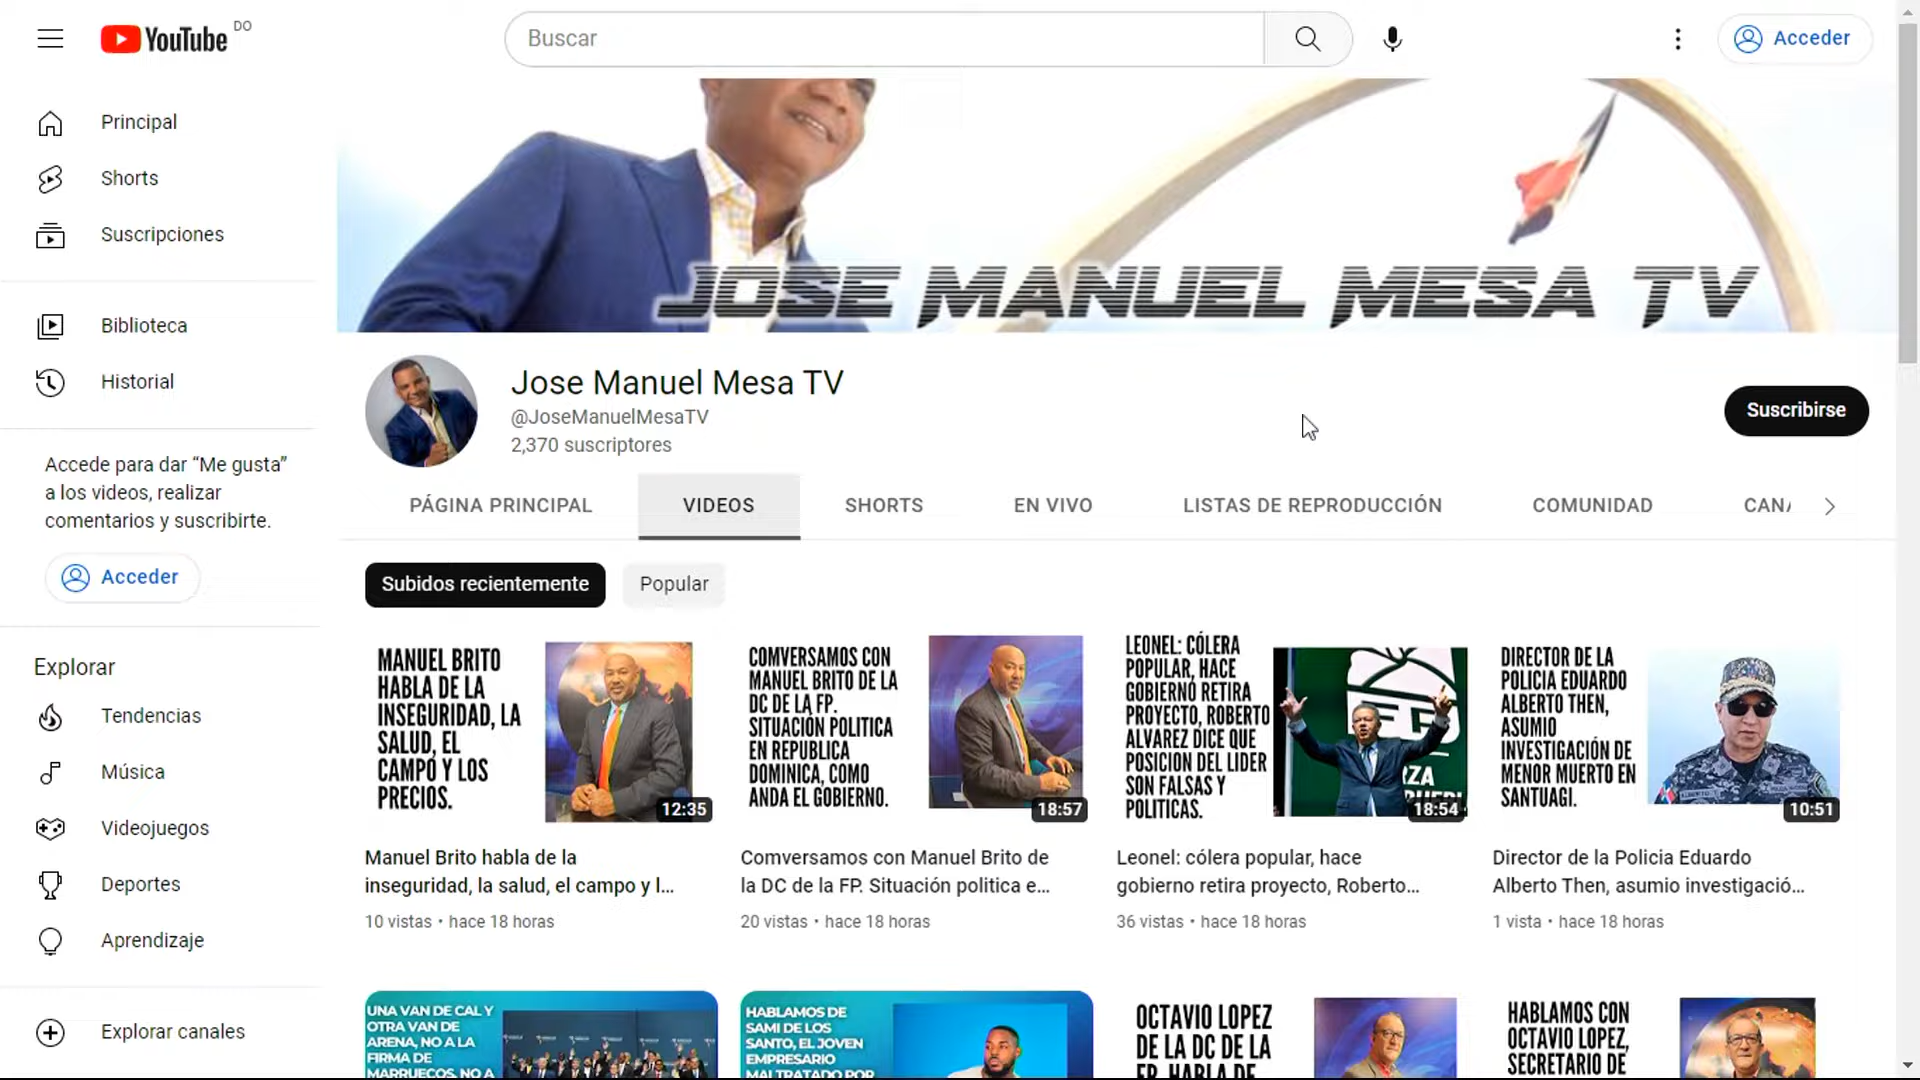 YouTube DO
Buscar
Acceder
Principal
Shorts
Suscripciones
Biblioteca
Historial
Accede para dar “Me gusta”
a los videos, realizar
comentarios y suscribirte.
Acceder
Explorar
Tendencias
Música
Videojuegos
Deportes
Aprendizaje
Explorar canales
JOSE MANUEL MESA TV
Jose Manuel Mesa TV
@JoseManuelMesaTV
2,370 suscriptores
Suscribirse
PÁGINA PRINCIPAL
VIDEOS
SHORTS
EN VIVO
LISTAS DE REPRODUCCIÓN
COMUNIDAD
Subidos recientemente
Popular
MANUEL BRITO
HABLA DE LA
INSEGURIDAD, LA
SALUD, EL
CAMPO Y LOS
PRECIOS.
12:35
Manuel Brito habla de la
inseguridad, la salud, el campo y l...
10 vistas • hace 18 horas
COMVERSAMOS CON
MANUEL BRITO DE LA
DC DE LA FP.
SITUACIÓN POLITICA
EN REPUBLICA
DOMINICA, COMO
ANDA EL GOBIERNO.
18:57
Comversamos con Manuel Brito de
la DC de la FP. Situación politica e...
20 vistas • hace 18 horas
LEONEL: CÓLERA
POPULAR, HACE
GOBIERNO RETIRA
PROYECTO, ROBERTO
ALVAREZ DICE QUE
POSICION DEL LIDER
SON FALSAS Y
POLITICAS.
18:54
Leonel: cólera popular, hace
gobierno retira proyecto, Roberto...
36 vistas • hace 18 horas
DIRECTOR DE LA
POLICIA EDUARDO
ALBERTO THEN,
ASUMIO
INVESTIGACIÓN DE
MENOR MUERTO EN
SANTUAGI.
10:51
Director de la Policia Eduardo
Alberto Then, asumio investigació...
1 vista • hace 18 horas
UNA VAN DE CAL Y
OTRA VAN DE
ARENA, NO A LA
FIRMA DE
MARRUECOS, NO A
HABLAMOS DE
SAMI DE LOS
SANTO, EL JOVEN
EMPRESARIO
MALTRATADO POR
OCTAVIO LOPEZ
DE LA DC DE LA
FP, HABLA DE
HABLAMOS CON
OCTAVIO LOPEZ,
SECRETARIO DE